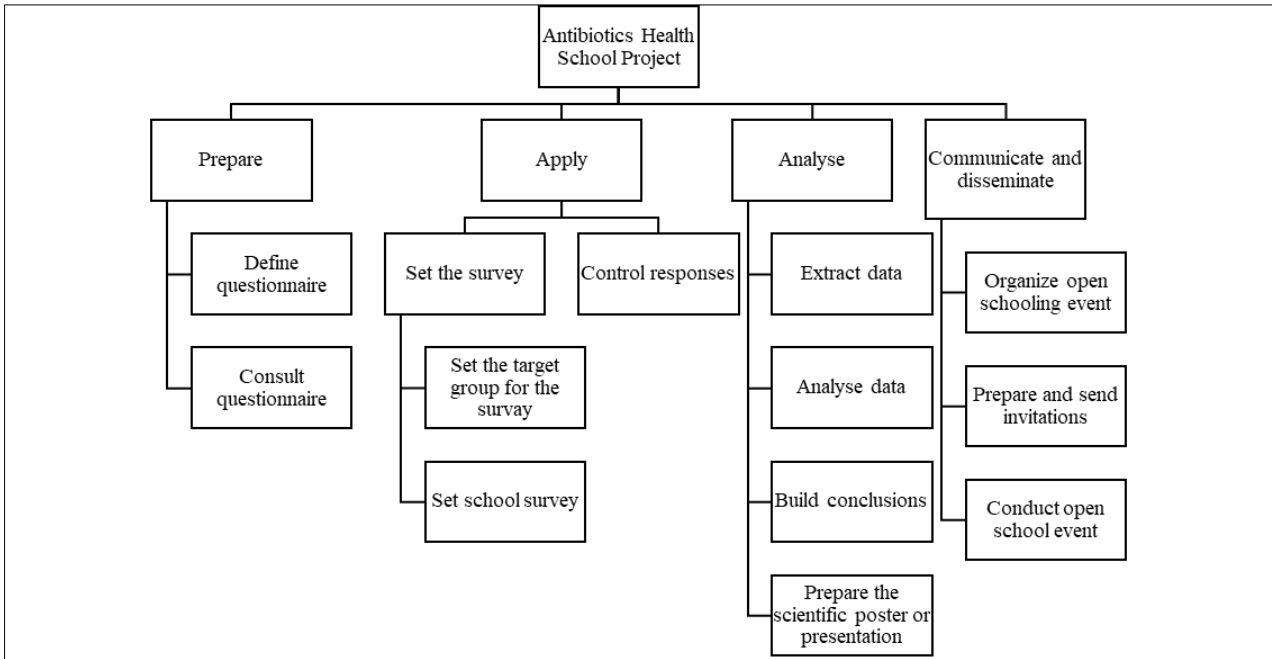 Antibiotics Health
School Project
Prepare
Apply
Analyse
Communicate and
disseminate
Define
questionnaire
Consult
questionnaire
Set the survey
Control responses
Set the target
group for the
survay
Set school survey
Extract data
Analyse data
Build conclusions
Prepare the
scientific poster or
presentation
Organize open
schooling event
Prepare and send
invitations
Conduct open
school event